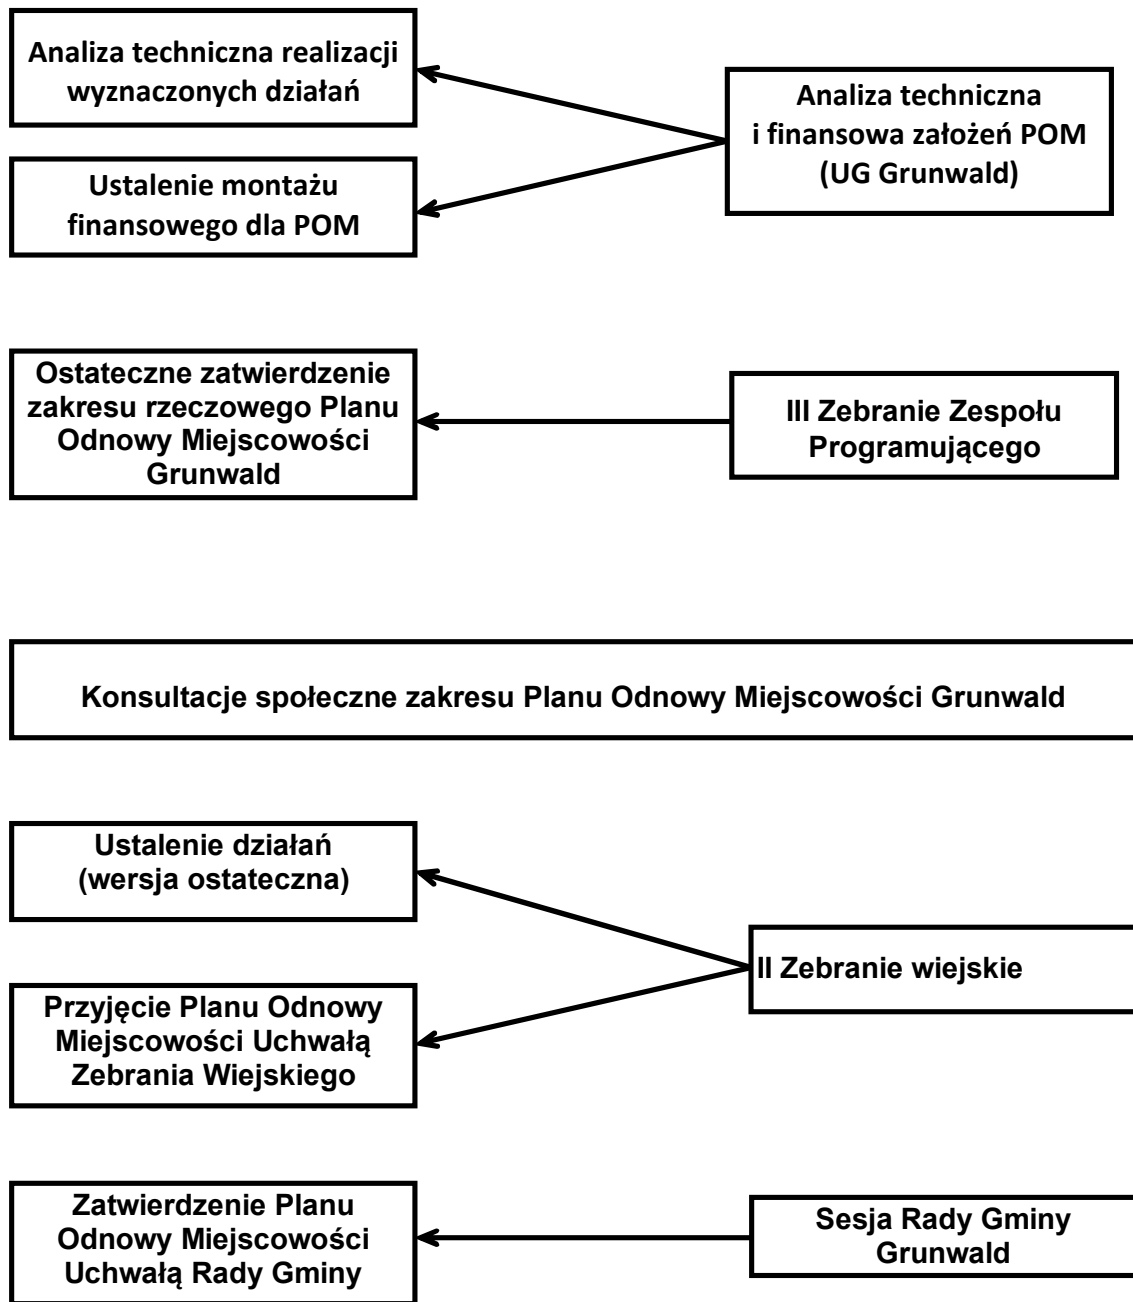 Analiza techniczna realizacji
wyznaczonych działań
Analiza techniczna
i finansowa założeń POM
(UG Grunwald)
Ustalenie montażu
finansowego dla POM
Ostateczne zatwierdzenie
zakresu rzeczowego Planu
Odnowy Miejscowości
Grunwald
III Zebranie Zespołu
Programującego
Konsultacje społeczne zakresu Planu Odnowy Miejscowości Grunwald
Ustalenie działań
(wersja ostateczna)
II Zebranie wiejskie
Przyjęcie Planu Odnowy
Miejscowości Uchwałą
Zebrania Wiejskiego
Zatwierdzenie Planu
Odnowy Miejscowości
Uchwałą Rady Gminy
Sesja Rady Gminy
Grunwald